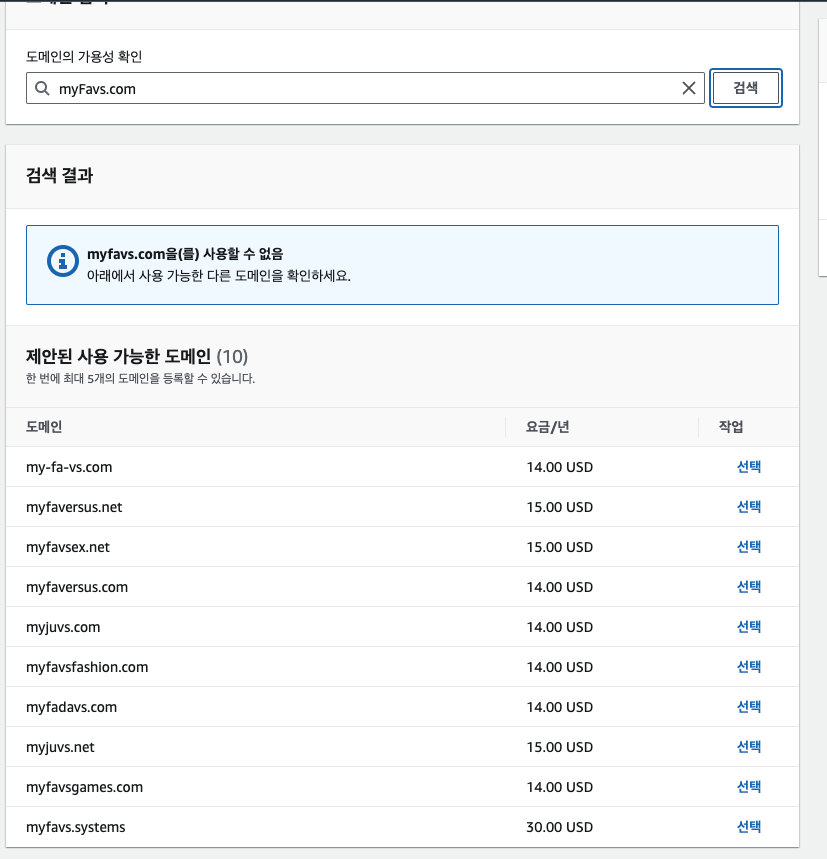 도메인의 가용성 확인
myFavs.com
검색
검색 결과
myfavs.com을(를) 사용할 수 없음
아래에서 사용 가능한 다른 도메인을 확인하세요.
제안된 사용 가능한 도메인 (10)
한 번에 최대 5개의 도메인을 등록할 수 있습니다.
도메인 요금/년 작업
my-fa-vs.com 14.00 USD 선택
myfaversus.net 15.00 USD 선택
myfavsex.net 15.00 USD 선택
myfaversus.com 14.00 USD 선택
myjuvs.com 14.00 USD 선택
myfavsfashion.com 14.00 USD 선택
myfadavs.com 14.00 USD 선택
myjuvs.net 15.00 USD 선택
myfavsgames.com 14.00 USD 선택
myfavs.systems 30.00 USD 선택